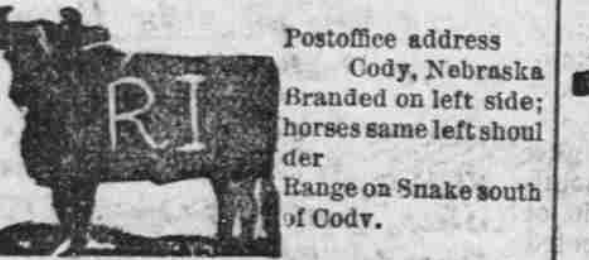 RI
Postoffice address
Cody, Nebraska
Branded on left side;
horses same left shoul
der
Range on Snake south
of Cody.